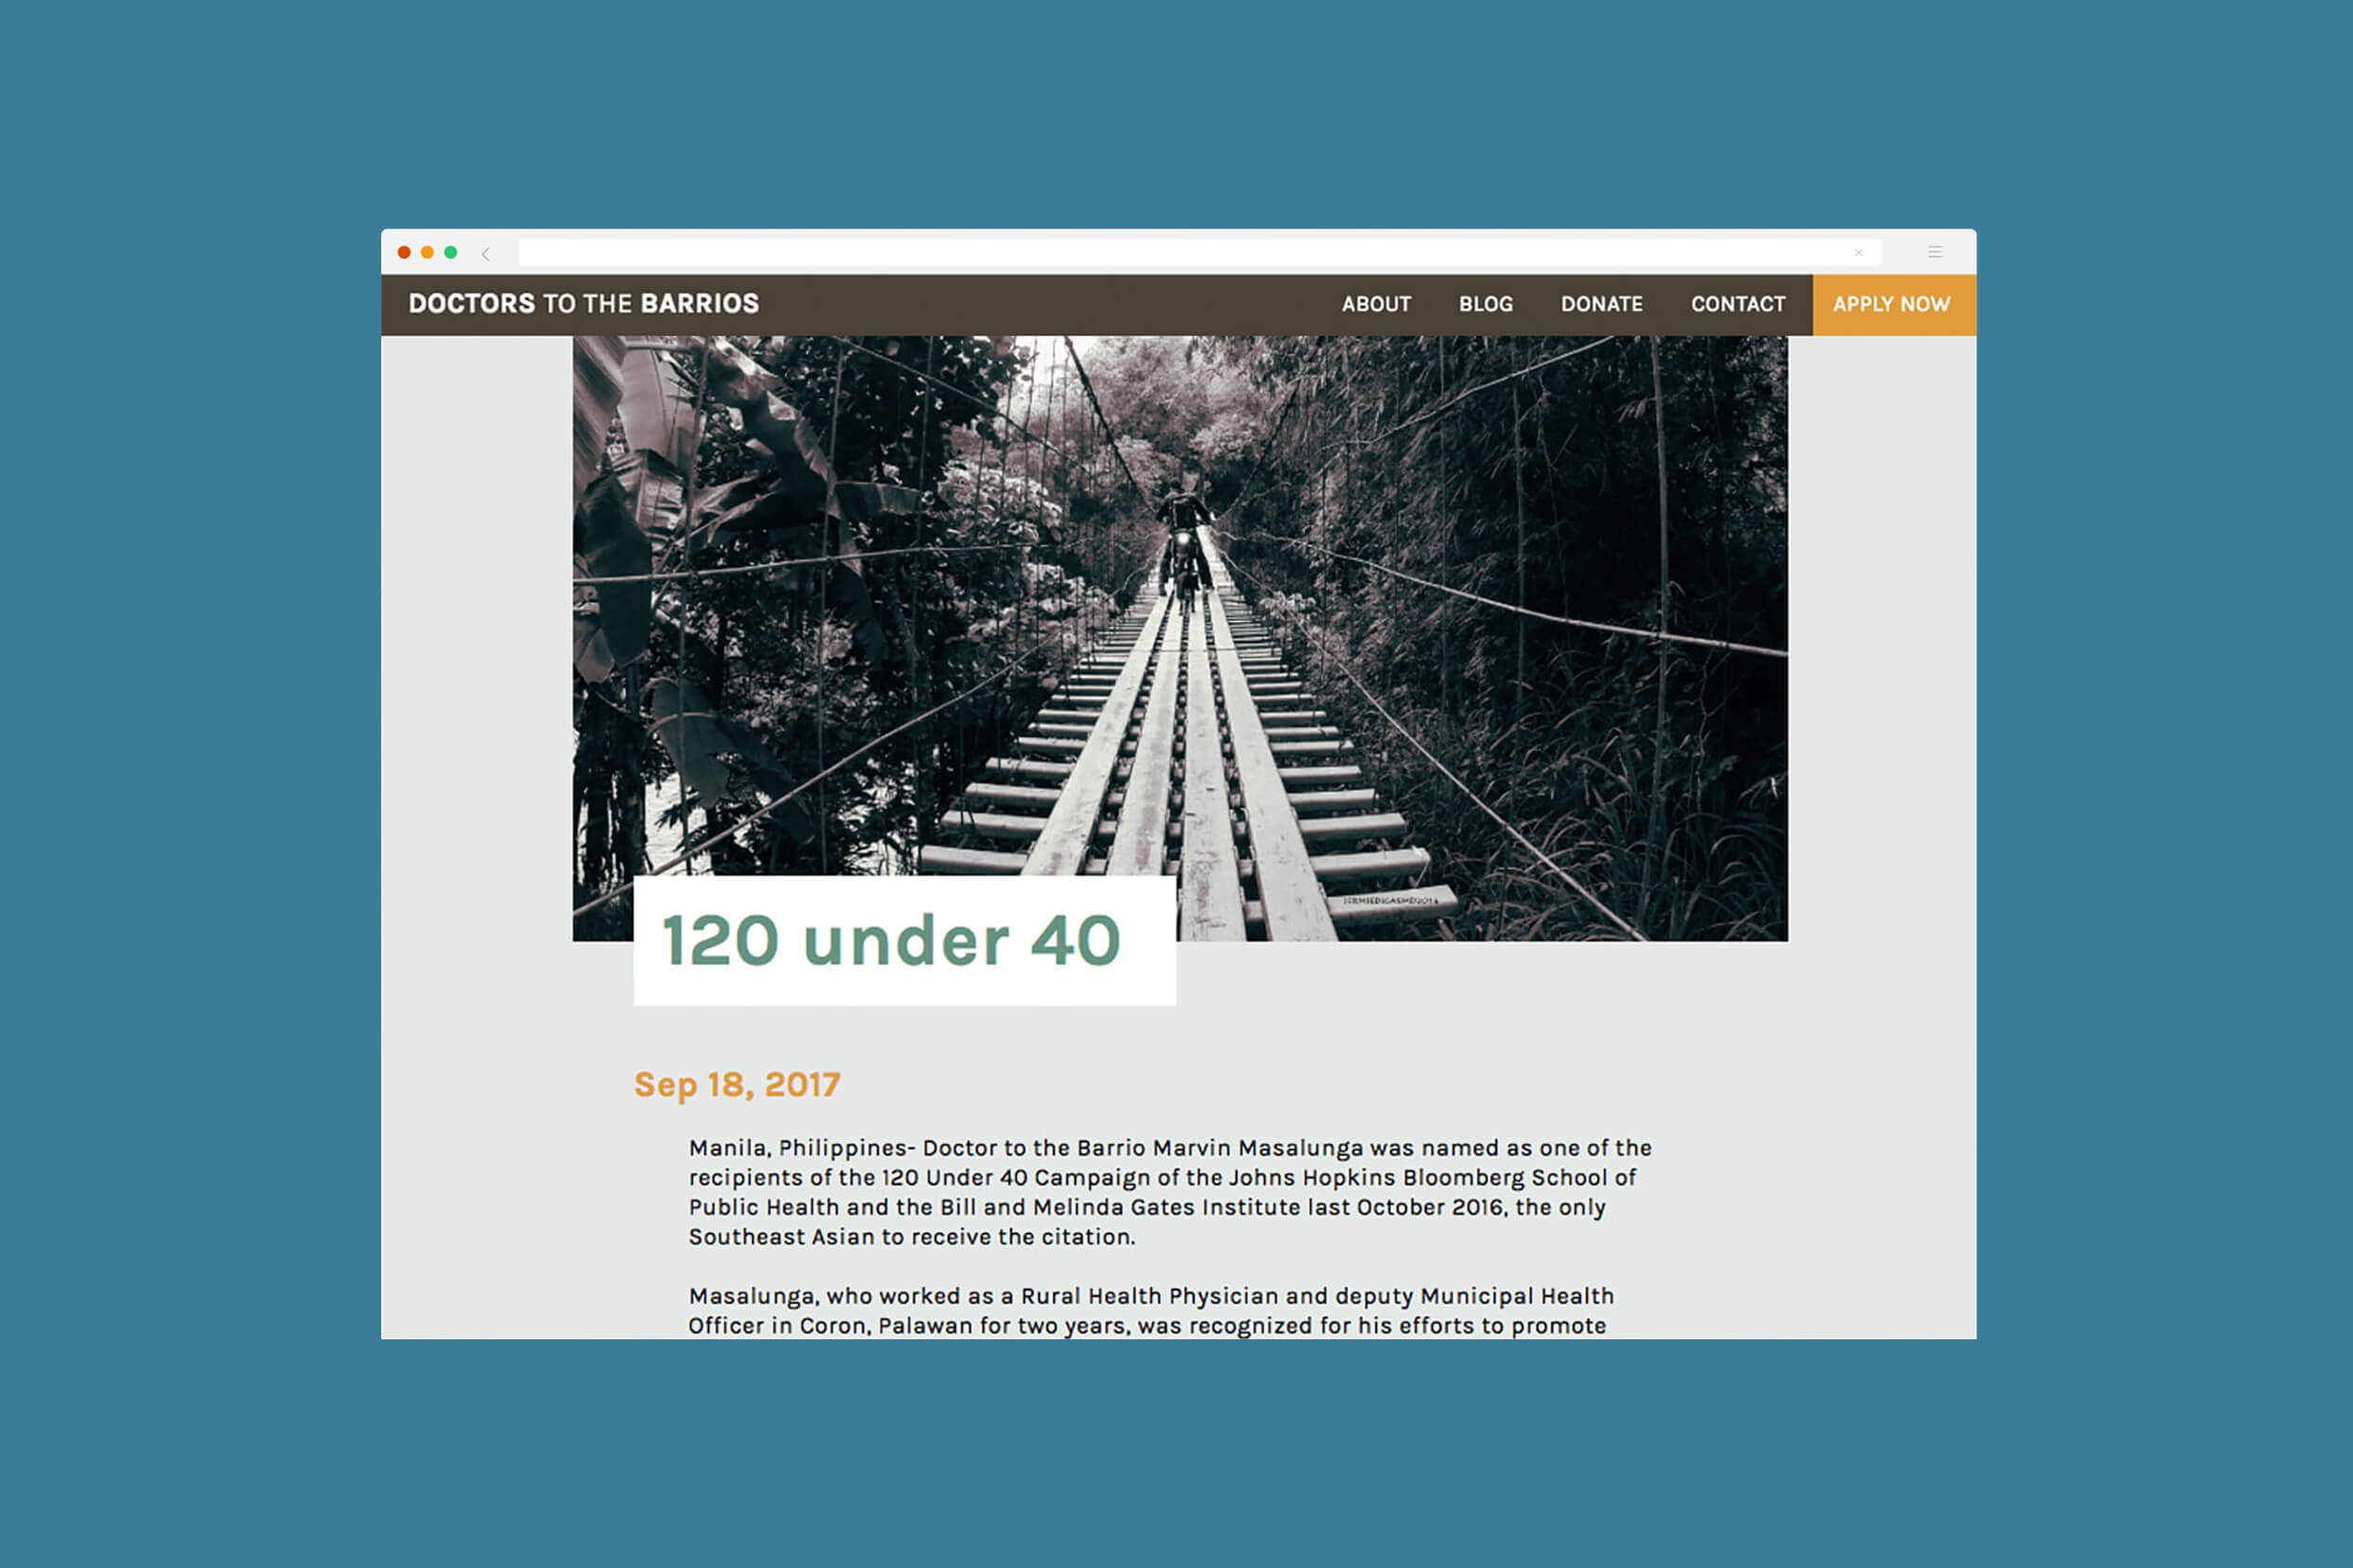 DOCTORS TO THE BARRIOS
ABOUT BLOG DONATE CONTACT APPLY NOW
120 under 40
Sep 18, 2017
Manila, Philippines- Doctor to the Barrio Marvin Masalunga was named as one of the
recipients of the 120 Under 40 Campaign of the Johns Hopkins Bloomberg School of
Public Health and the Bill and Melinda Gates Institute last October 2016, the only
Southeast Asian to receive the citation.
Masalunga, who worked as a Rural Health Physician and deputy Municipal Health
Officer in Coron, Palawan for two years, was recognized for his efforts to promote